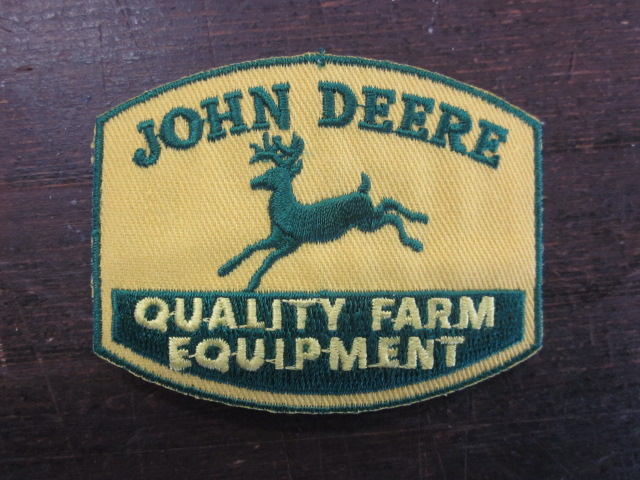 JOHN DEERE
QUALITY FARM
EQUIPMENT